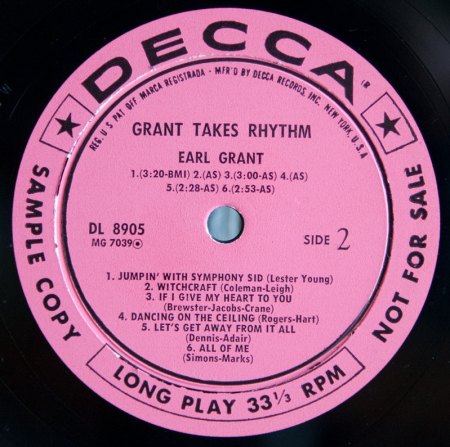 DECCA®
REG. U S PAT OFF. MARCA REGISTRADA - MFR'D BY DECCA RECORDS, INC., NEW YORK, U.S.A
★ SAMPLE COPY
★ NOT FOR SALE
GRANT TAKES RHYTHM
EARL GRANT
1.(3:20-BMI) 2.(AS) 3.(3:00-AS) 4.(AS)
5.(2:28-AS) 6.(2:53-AS)
DL 8905
MG 7039
SIDE 2
1. JUMPIN' WITH SYMPHONY SID (Lester Young)
2. WITCHCRAFT (Coleman-Leigh)
3. IF I GIVE MY HEART TO YOU
(Brewster-Jacobs-Crane)
4. DANCING ON THE CEILING (Rogers-Hart)
5. LET'S GET AWAY FROM IT ALL
(Dennis-Adair)
6. ALL OF ME
(Simons-Marks)
LONG PLAY 33⅓ RPM